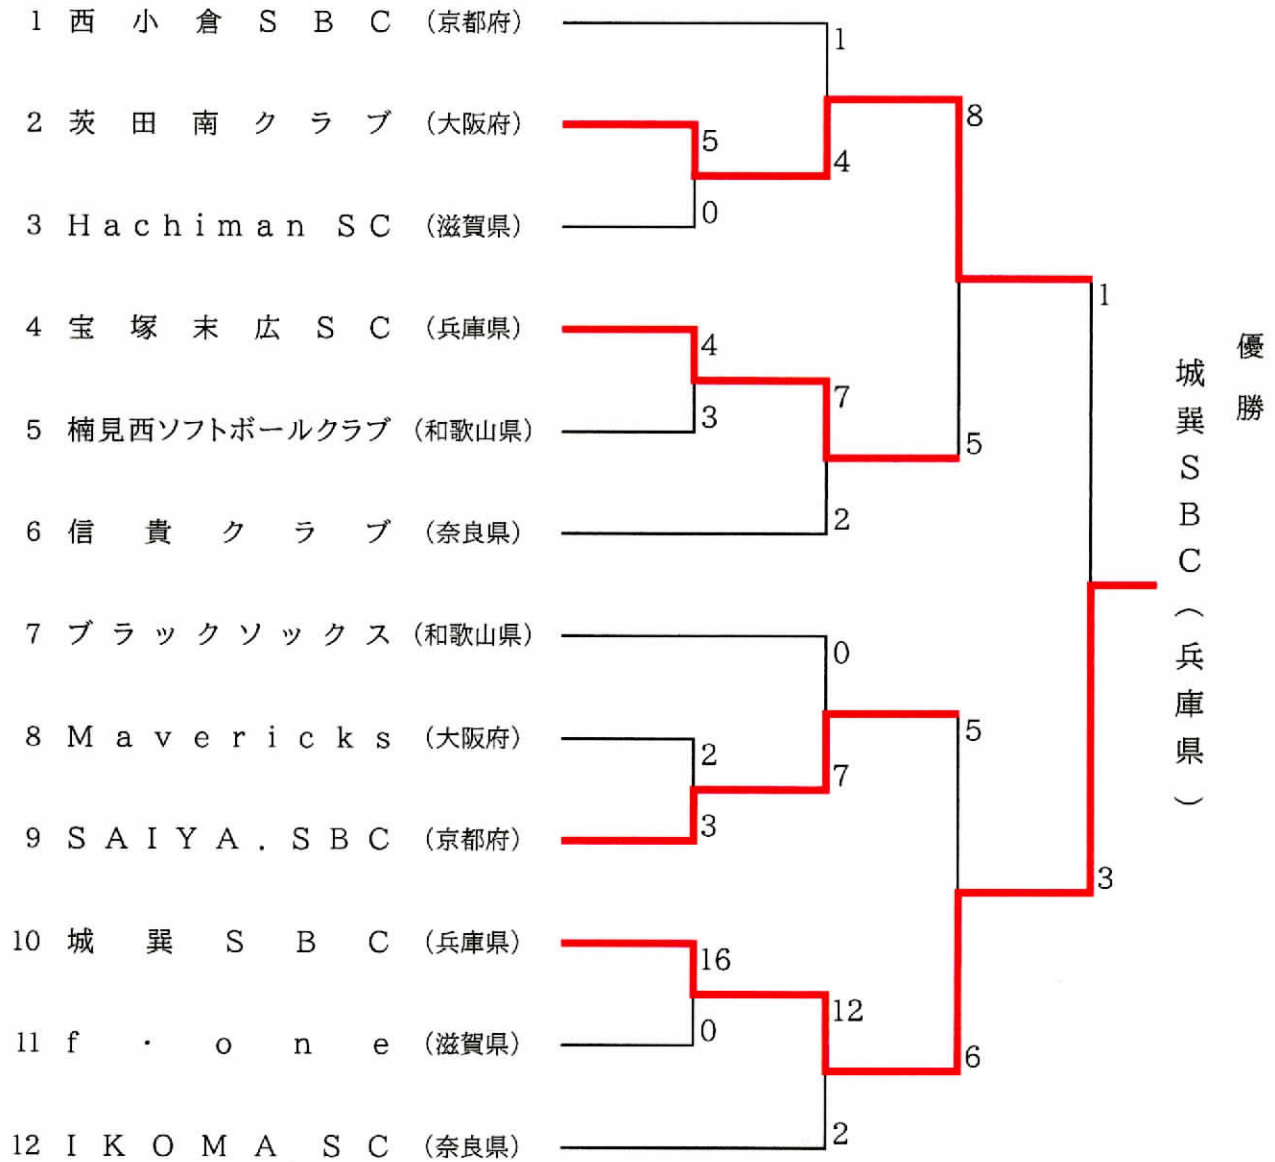 1 西小倉SBC (京都府)
1
2 茨田南クラブ (大阪府)
5
4
8
3 Hachiman SC (滋賀県)
0
4 宝塚末広SC (兵庫県)
4
7
1
5 楠見西ソフトボールクラブ (和歌山県)
3
5
6 信貴クラブ (奈良県)
2
7 ブラックソックス (和歌山県)
0
8 Mavericks (大阪府)
2
7
5
9 SAIYA.SBC (京都府)
3
3
10 城巽SBC (兵庫県)
16
12
11 f・one (滋賀県)
0
6
12 IKOMA SC (奈良県)
2
優勝
城巽SBC(兵庫県)